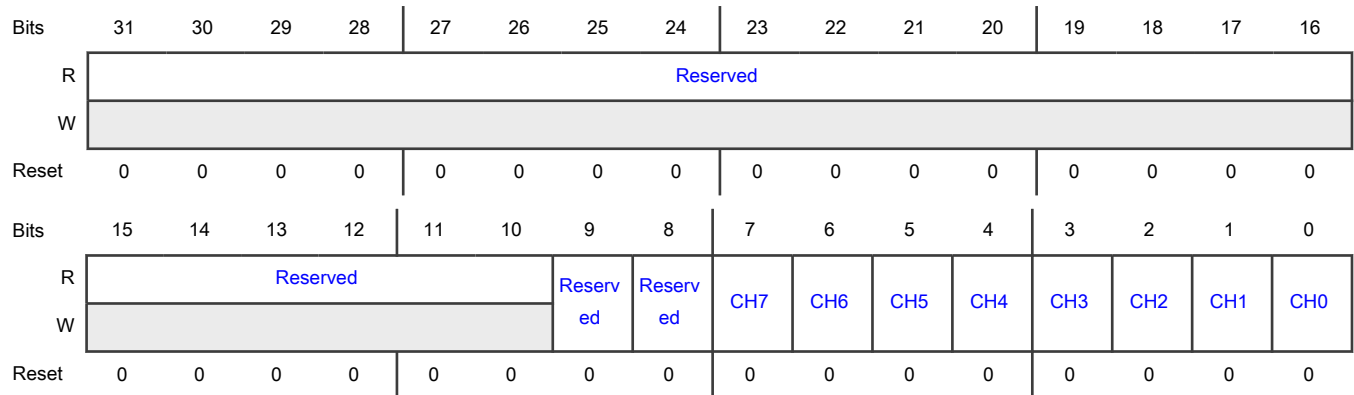 Bits 31 30 29 28 27 26 25 24 23 22 21 20 19 18 17 16
R Reserved
W
Reset 0 0 0 0 0 0 0 0 0 0 0 0 0 0 0 0
Bits 15 14 13 12 11 10 9 8 7 6 5 4 3 2 1 0
R Reserved Reserv ed Reserv ed CH7 CH6 CH5 CH4 CH3 CH2 CH1 CH0
W
Reset 0 0 0 0 0 0 0 0 0 0 0 0 0 0 0 0